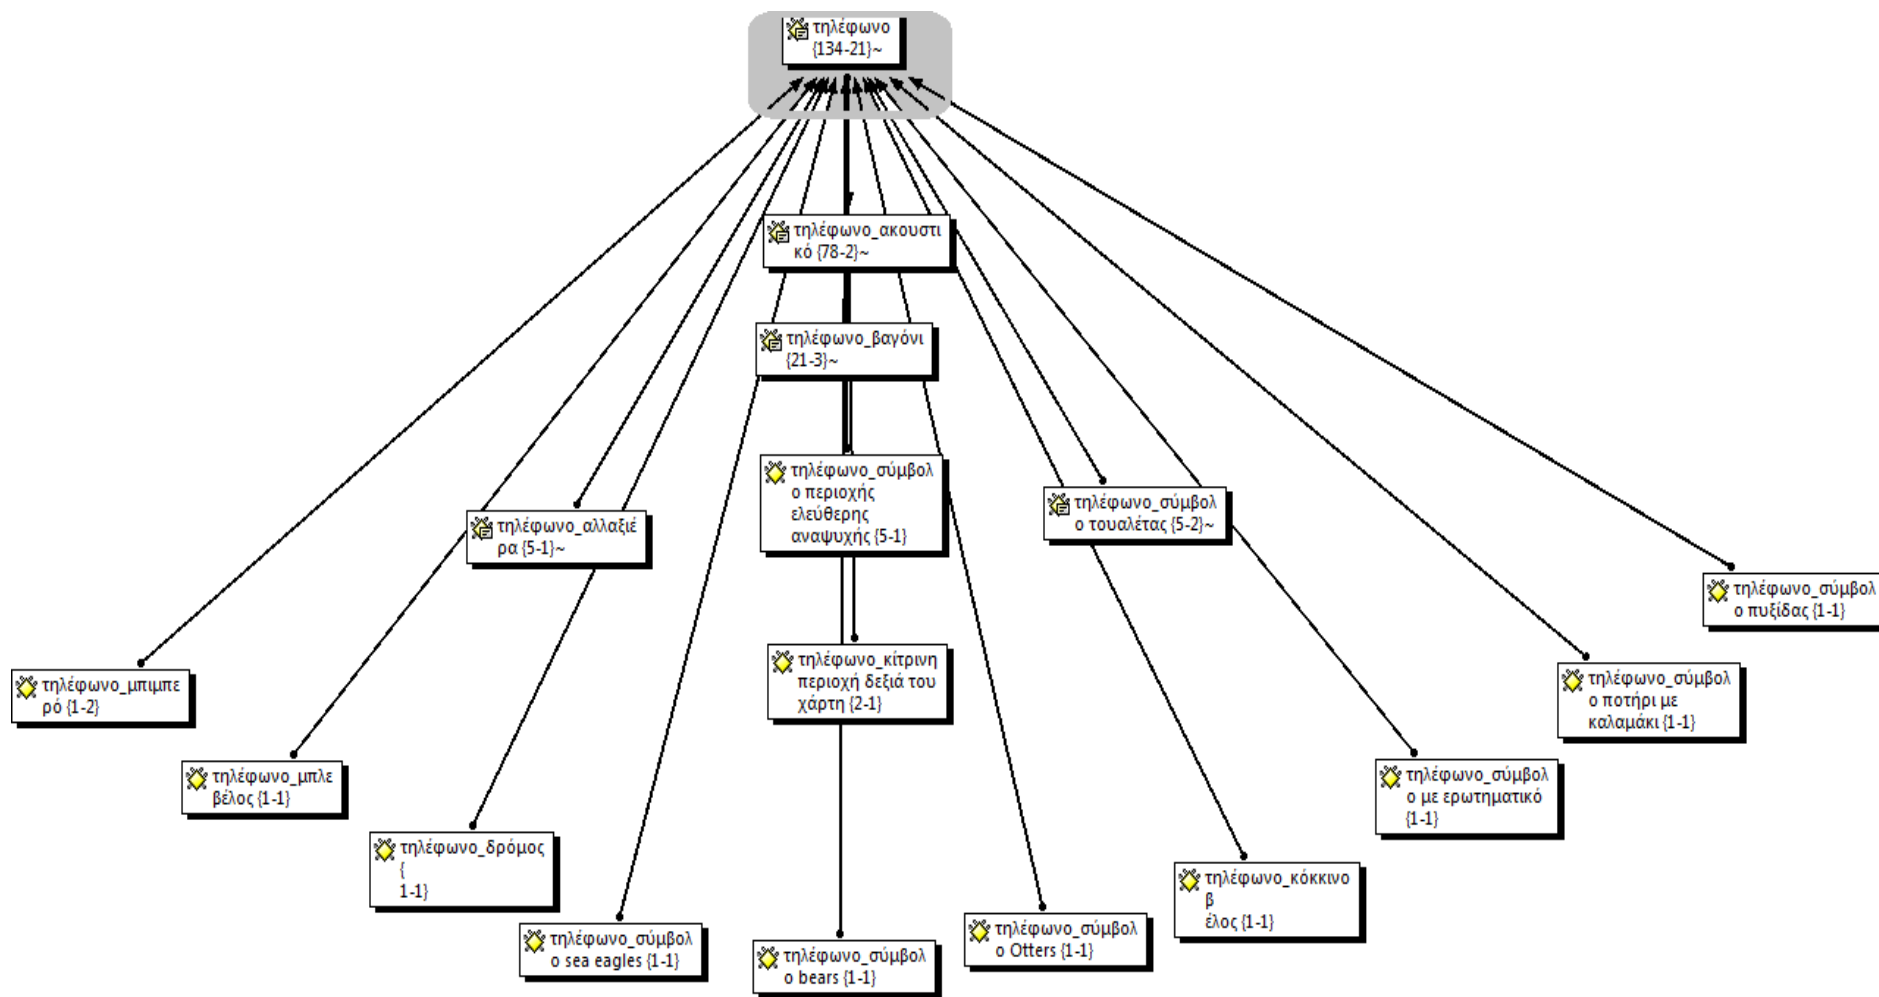 τηλέφωνο
{134-21}~
τηλέφωνο_ακουστι
κό {78-2}~
τηλέφωνο_βαγόνι
{21-3}~
τηλέφωνο_σύμβολ
ο περιοχής
ελεύθερης
αναψυχής {5-1}
τηλέφωνο_σύμβολ
ο τουαλέτας {5-2}~
τηλέφωνο_αλλαξιέ
ρα {5-1}~
τηλέφωνο_σύμβολ
ο πυξίδας {1-1}
τηλέφωνο_κίτρινη
περιοχή δεξιά του
χάρτη {2-1}
τηλέφωνο_σύμβολ
ο ποτήρι με
καλαμάκι {1-1}
τηλέφωνο_μπιμπε
ρό {1-2}
τηλέφωνο_μπλε
βέλος {1-1}
τηλέφωνο_σύμβολ
ο με ερωτηματικό
{1-1}
τηλέφωνο_δρόμος
{
1-1}
τηλέφωνο_κόκκινο
β
έλος {1-1}
τηλέφωνο_σύμβολ
ο sea eagles {1-1}
τηλέφωνο_σύμβολ
ο bears {1-1}
τηλέφωνο_σύμβολ
ο Otters {1-1}